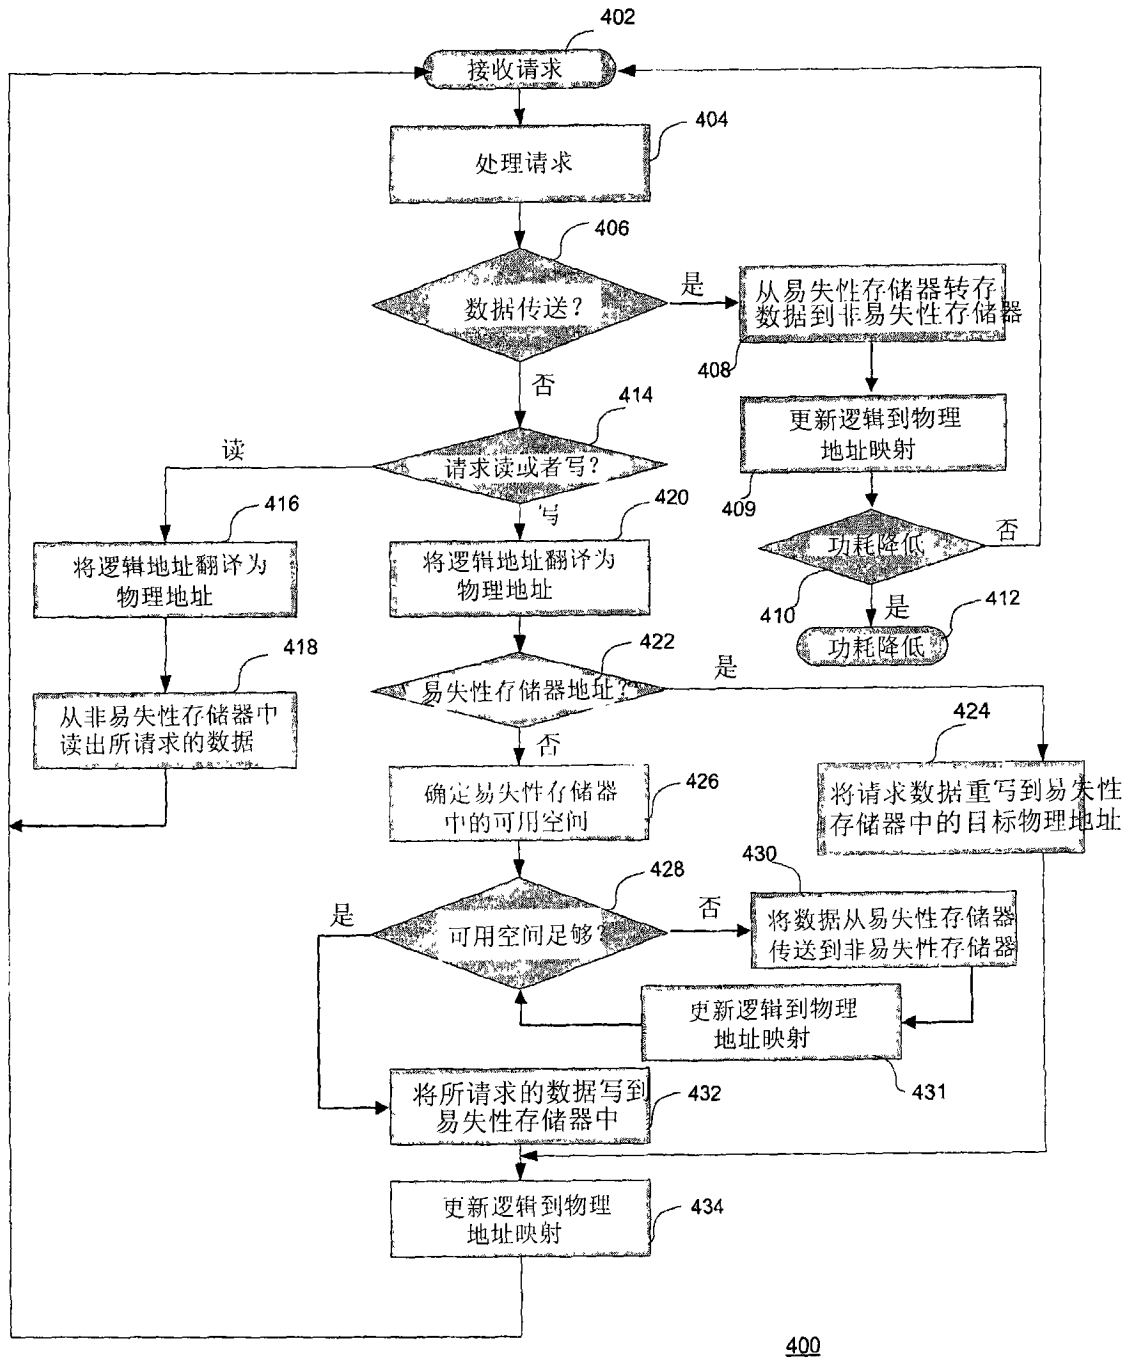 402
接收请求
404
处理请求
406
数据传送？
是
从易失性存储器转存
数据到非易失性存储器
408
否
414
更新逻辑到物理
地址映射
409
读
请求读或者写？
写
420
416
将逻辑地址翻译为
物理地址
将逻辑地址翻译为
物理地址
功耗降低
否
410
是
412
功耗降低
418
从非易失性存储器中
读出所请求的数据
422
易失性存储器地址？
是
424
将请求数据重写到易失性
存储器中的目标物理地址
否
确定易失性存储器
中的可用空间
426
428
可用空间足够？
是
否
430
将数据从易失性存储器
传送到非易失性存储器
更新逻辑到物理
地址映射
431
将所请求的数据写到
易失性存储器中
432
更新逻辑到物理
地址映射
434
400